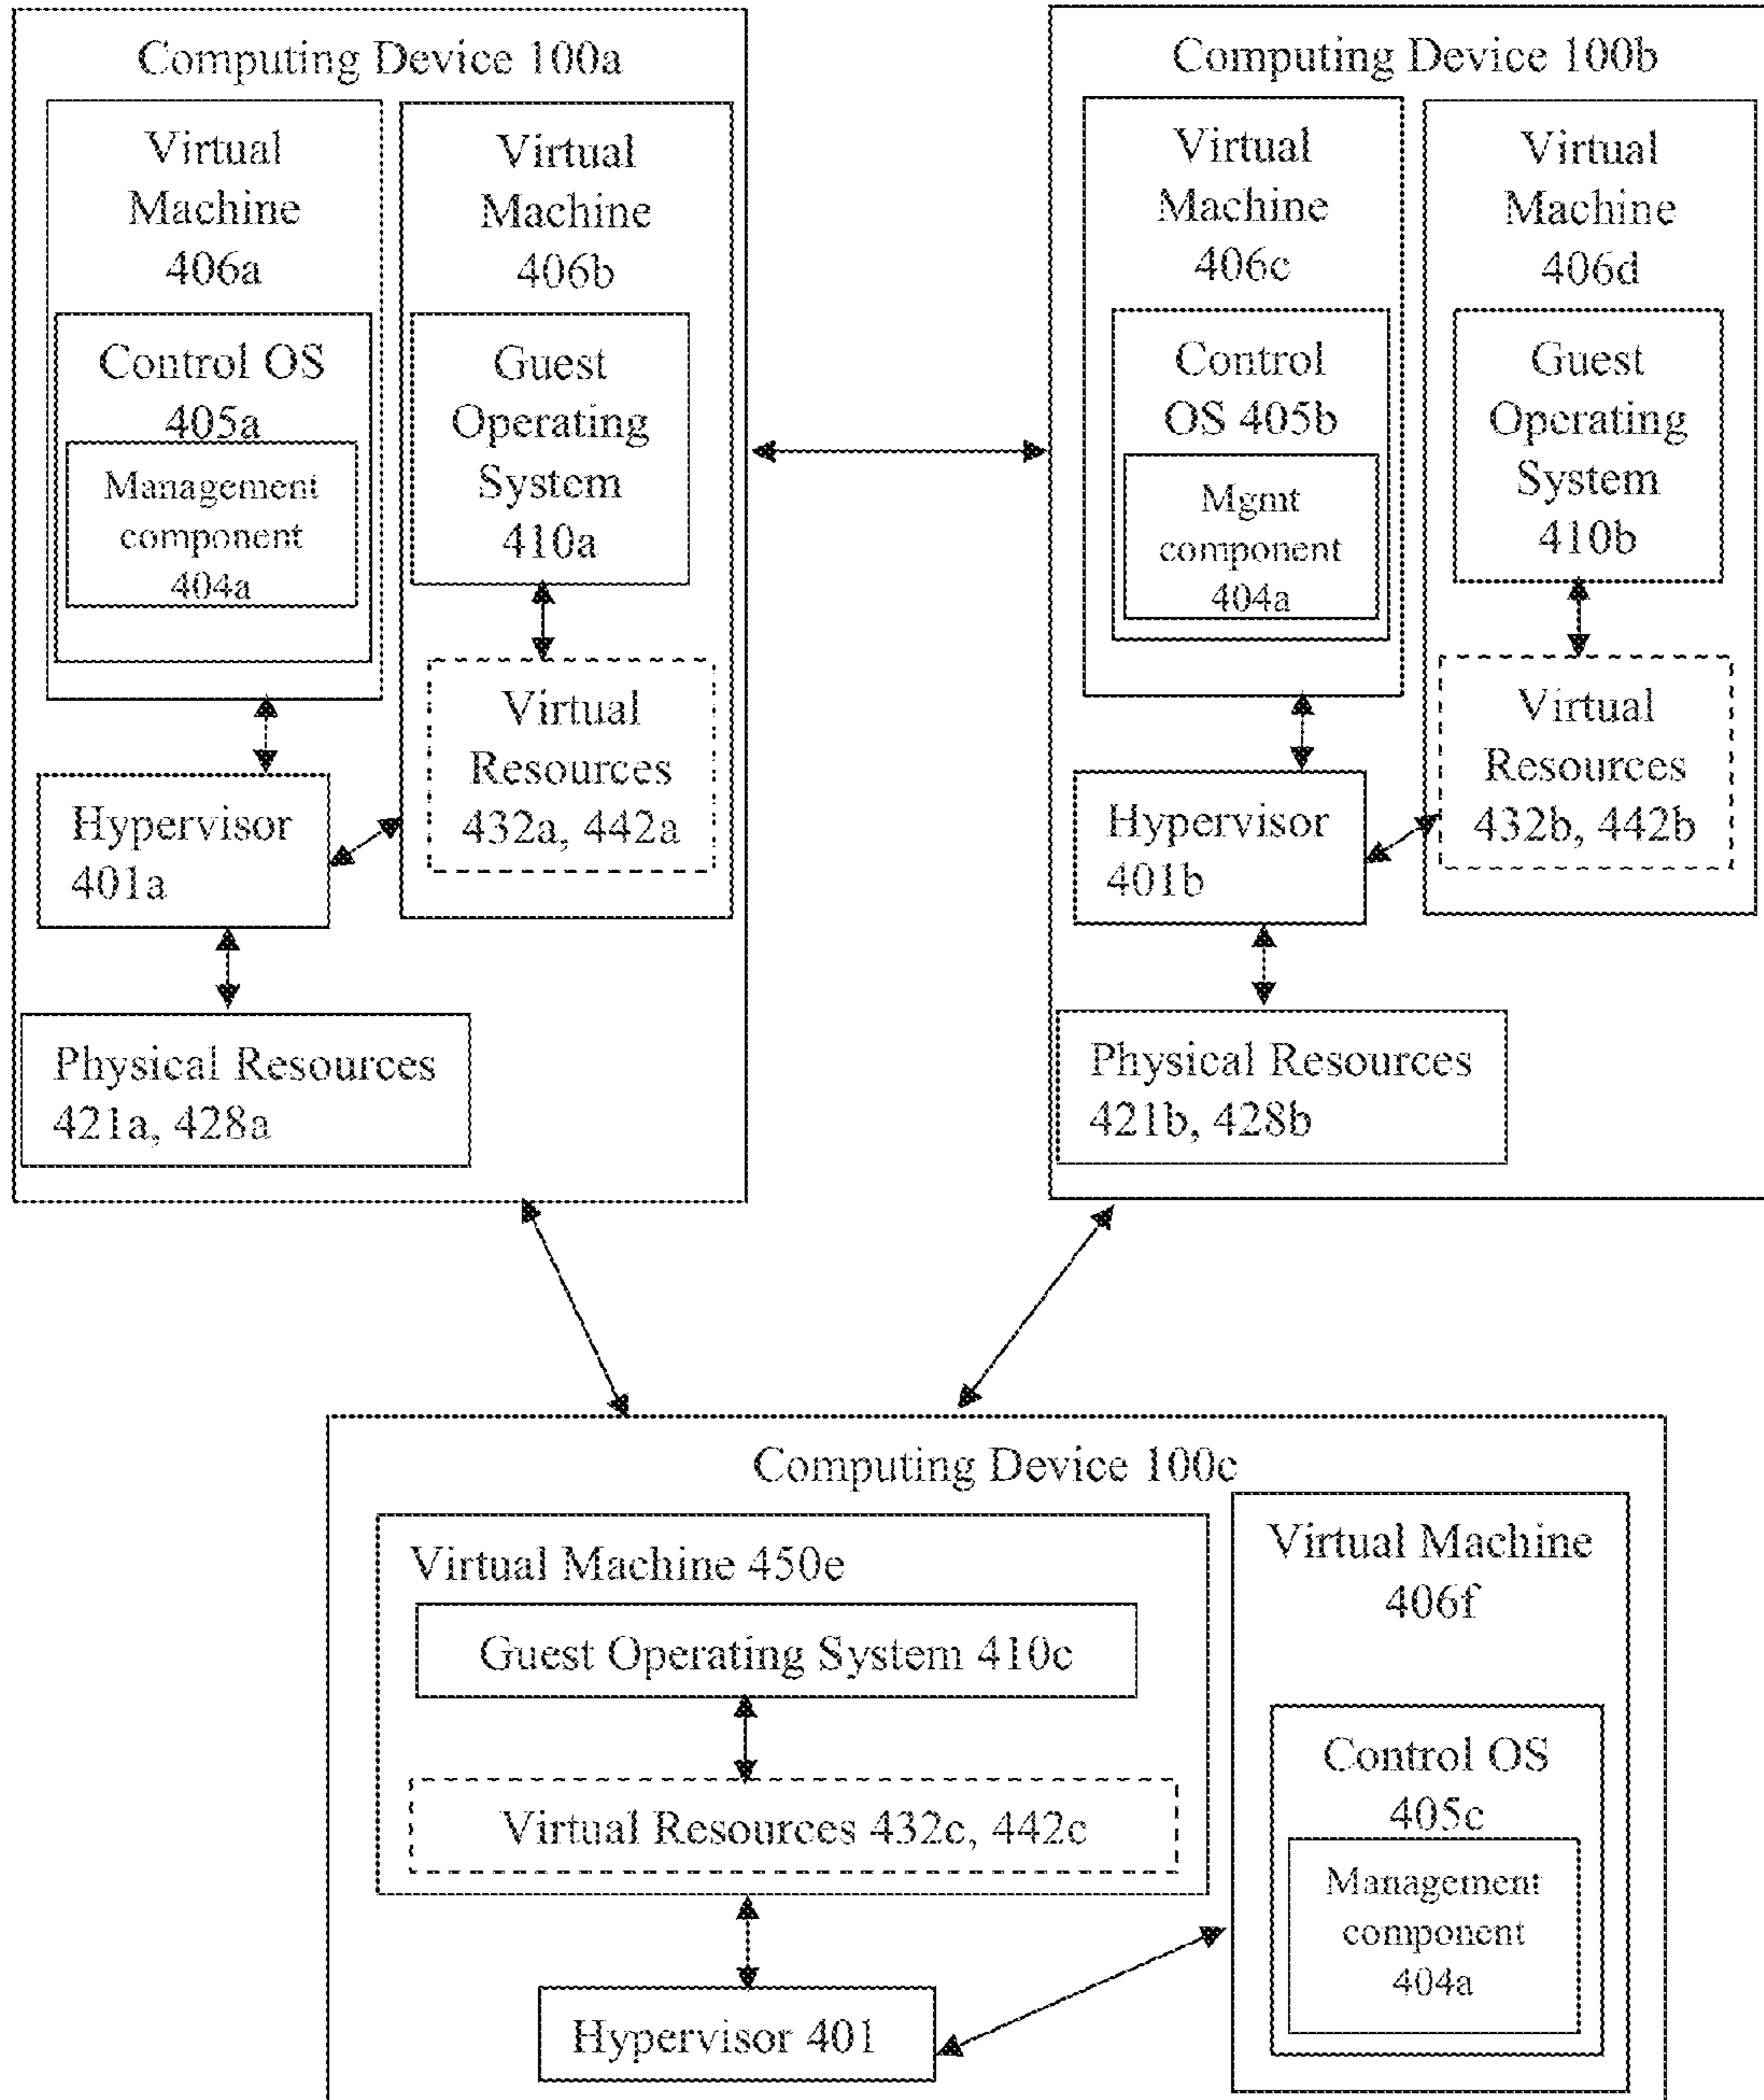 Computing Device 100a
Virtual
Machine
406a
Control OS
405a
Management
component
404a
Virtual
Machine
406b
Guest
Operating
System
410a
Virtual
Resources
432a, 442a
Hypervisor
401a
Physical Resources
421a, 428a
Computing Device 100b
Virtual
Machine
406c
Control
OS 405b
Mgmt
component
404a
Virtual
Machine
406d
Guest
Operating
System
410b
Virtual
Resources
432b, 442b
Hypervisor
401b
Physical Resources
421b, 428b
Computing Device 100c
Virtual Machine 450e
Guest Operating System 410c
Virtual Resources 432c, 442c
Hypervisor 401
Virtual Machine
406f
Control OS
405c
Management
component
404a